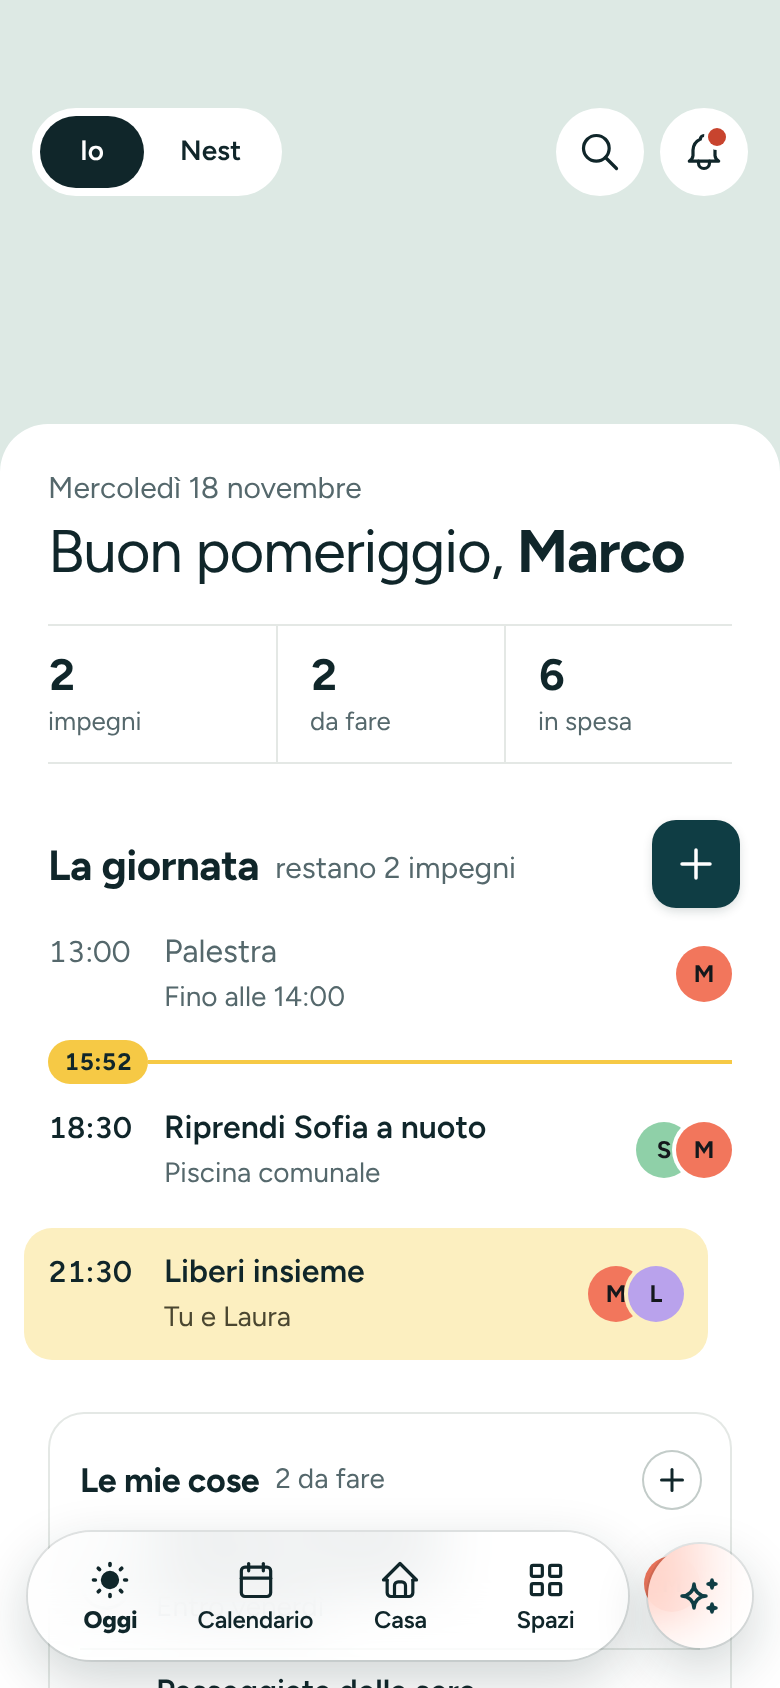 Io
Nest
Mercoledì 18 novembre
Buon pomeriggio, Marco
2
impegni
2
da fare
6
in spesa
La giornata restano 2 impegni
13:00 Palestra
Fino alle 14:00
M
15:52
18:30 Riprendi Sofia a nuoto
Piscina comunale
S M
21:30 Liberi insieme
Tu e Laura
M L
Le mie cose 2 da fare
Oggi
Calendario
Casa
Spazi